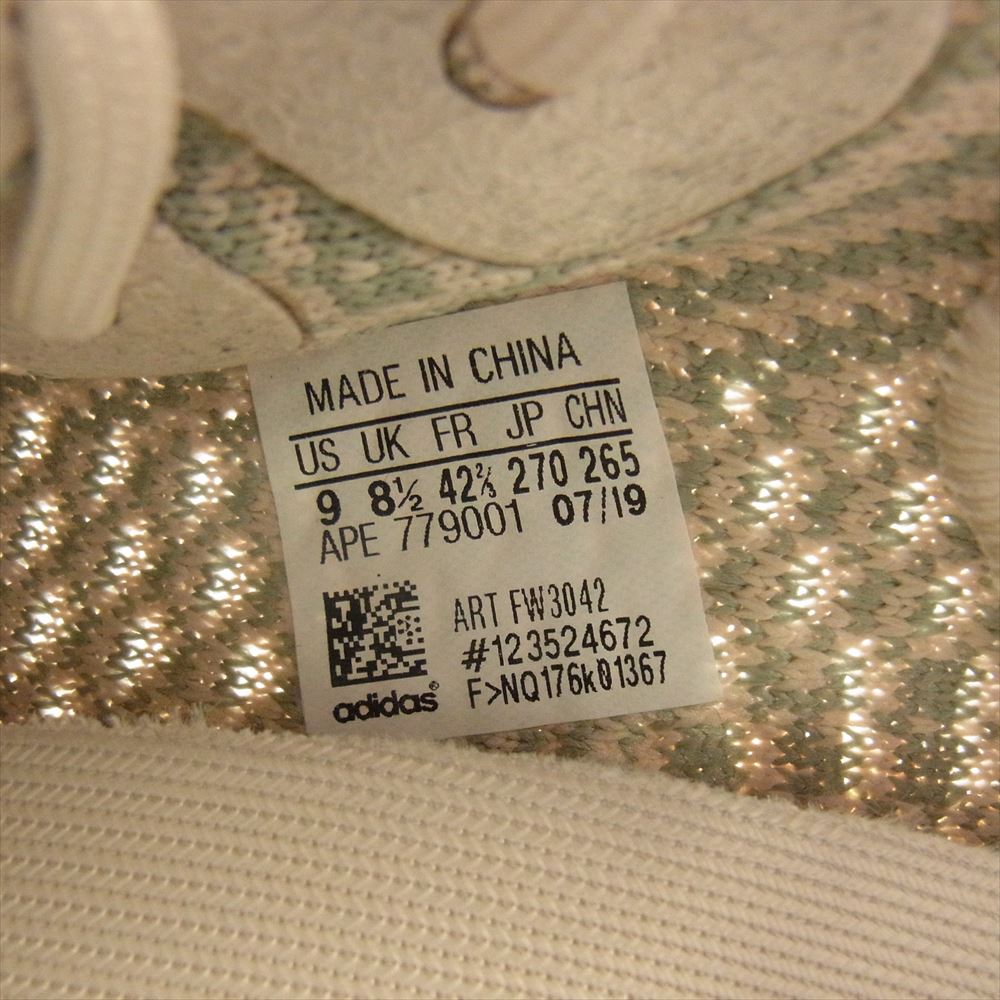 MADE IN CHINA
US UK FR JP CHN
9 8½ 42⅔ 270 265
APE 779001 07/19
ART FW3042
#123524672
F>NQ176k01367
adidas®